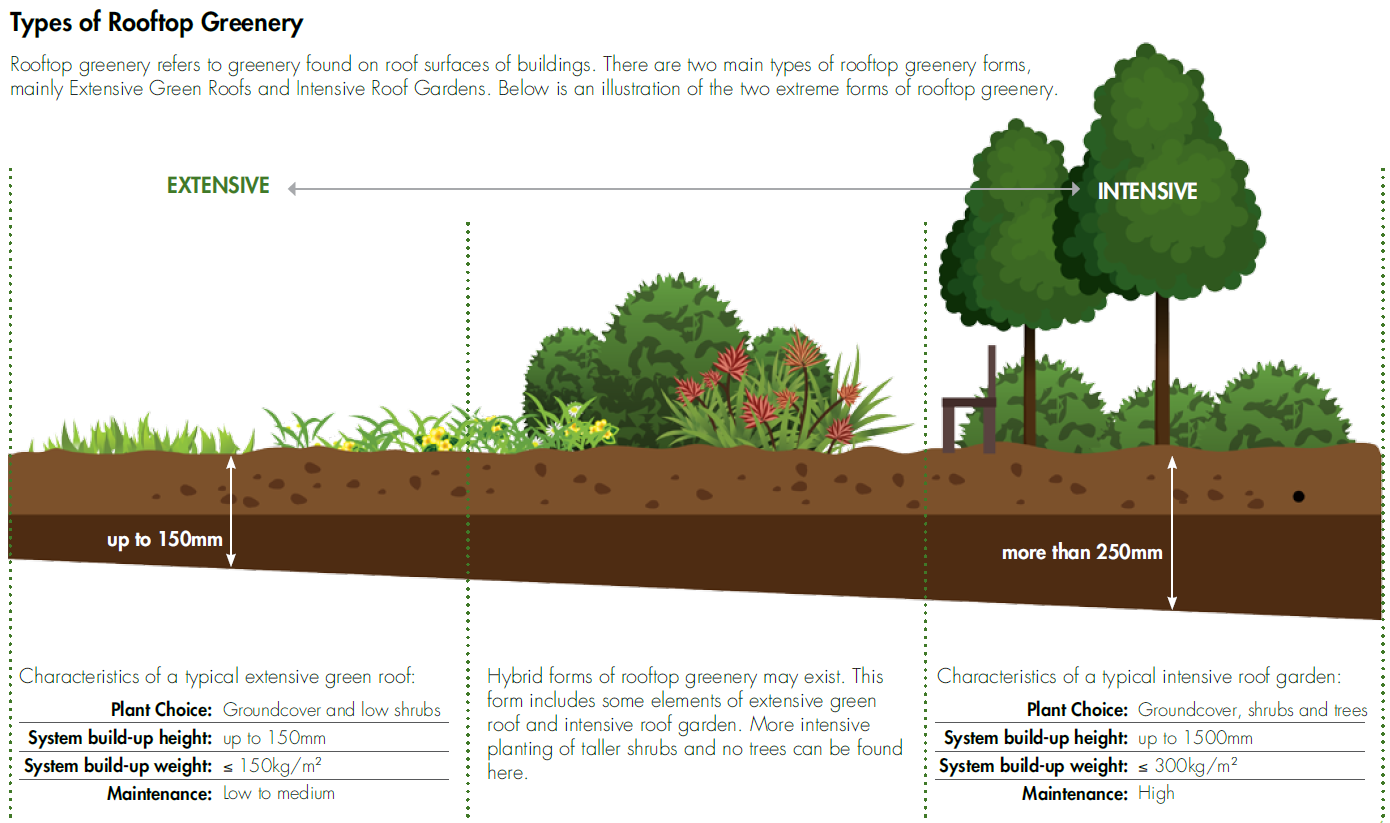 Types of Rooftop Greenery
Rooftop greenery refers to greenery found on roof surfaces of buildings. There are two main types of rooftop greenery forms,
mainly Extensive Green Roofs and Intensive Roof Gardens. Below is an illustration of the two extreme forms of rooftop greenery.
EXTENSIVE
INTENSIVE
up to 150mm
more than 250mm
Characteristics of a typical extensive green roof:
Plant Choice: Groundcover and low shrubs
System build-up height: up to 150mm
System build-up weight: ≤ 150kg/m²
Maintenance: Low to medium
Hybrid forms of rooftop greenery may exist. This
form includes some elements of extensive green
roof and intensive roof garden. More intensive
planting of taller shrubs and no trees can be found
here.
Characteristics of a typical intensive roof garden:
Plant Choice: Groundcover, shrubs and trees
System build-up height: up to 1500mm
System build-up weight: ≤ 300kg/m²
Maintenance: High